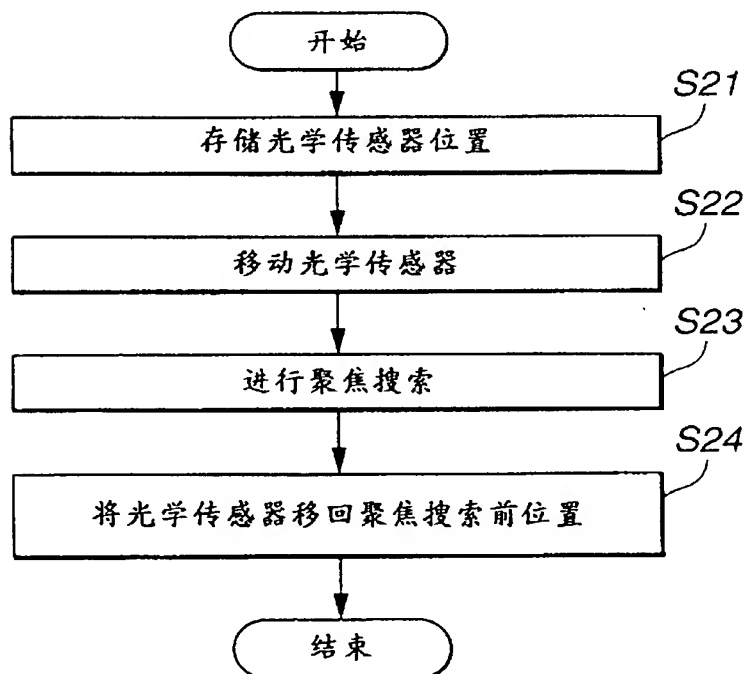 开始
S21
存储光学传感器位置
S22
移动光学传感器
S23
进行聚焦搜索
S24
将光学传感器移回聚焦搜索前位置
结束